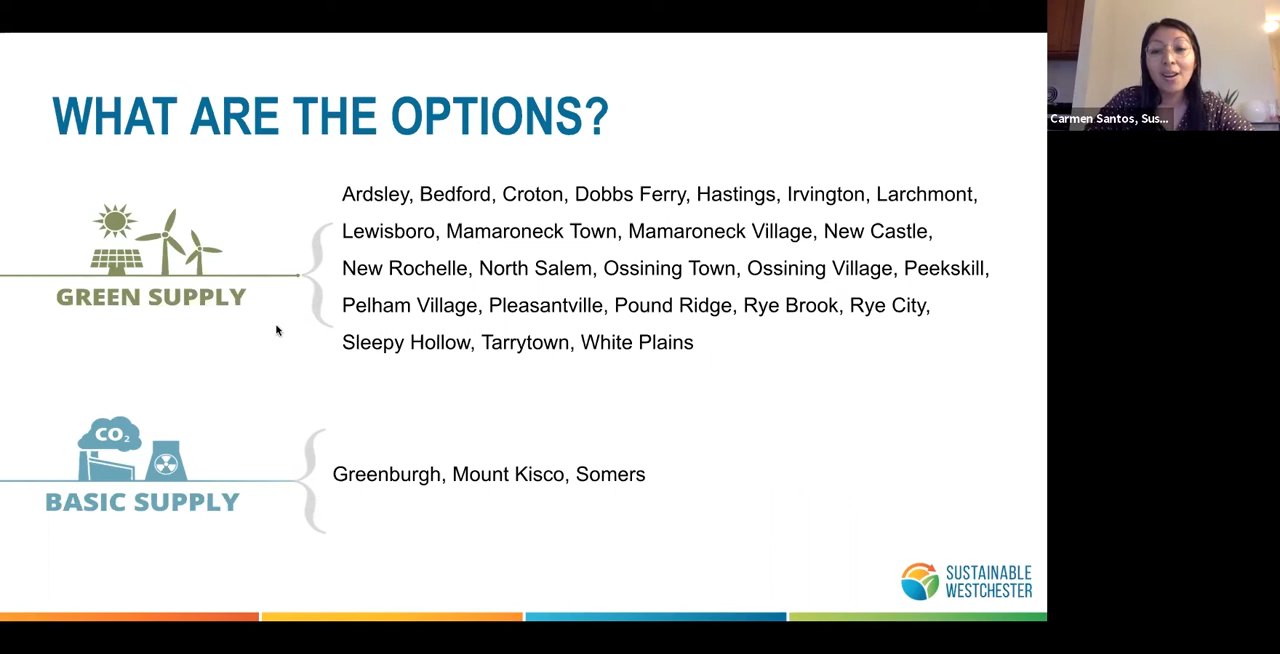 WHAT ARE THE OPTIONS?
Carmen Santos, Sus...
Ardsley, Bedford, Croton, Dobbs Ferry, Hastings, Irvington, Larchmont,
Lewisboro, Mamaroneck Town, Mamaroneck Village, New Castle,
New Rochelle, North Salem, Ossining Town, Ossining Village, Peekskill,
Pelham Village, Pleasantville, Pound Ridge, Rye Brook, Rye City,
Sleepy Hollow, Tarrytown, White Plains
GREEN SUPPLY
CO₂
Greenburgh, Mount Kisco, Somers
BASIC SUPPLY
SUSTAINABLE
WESTCHESTER